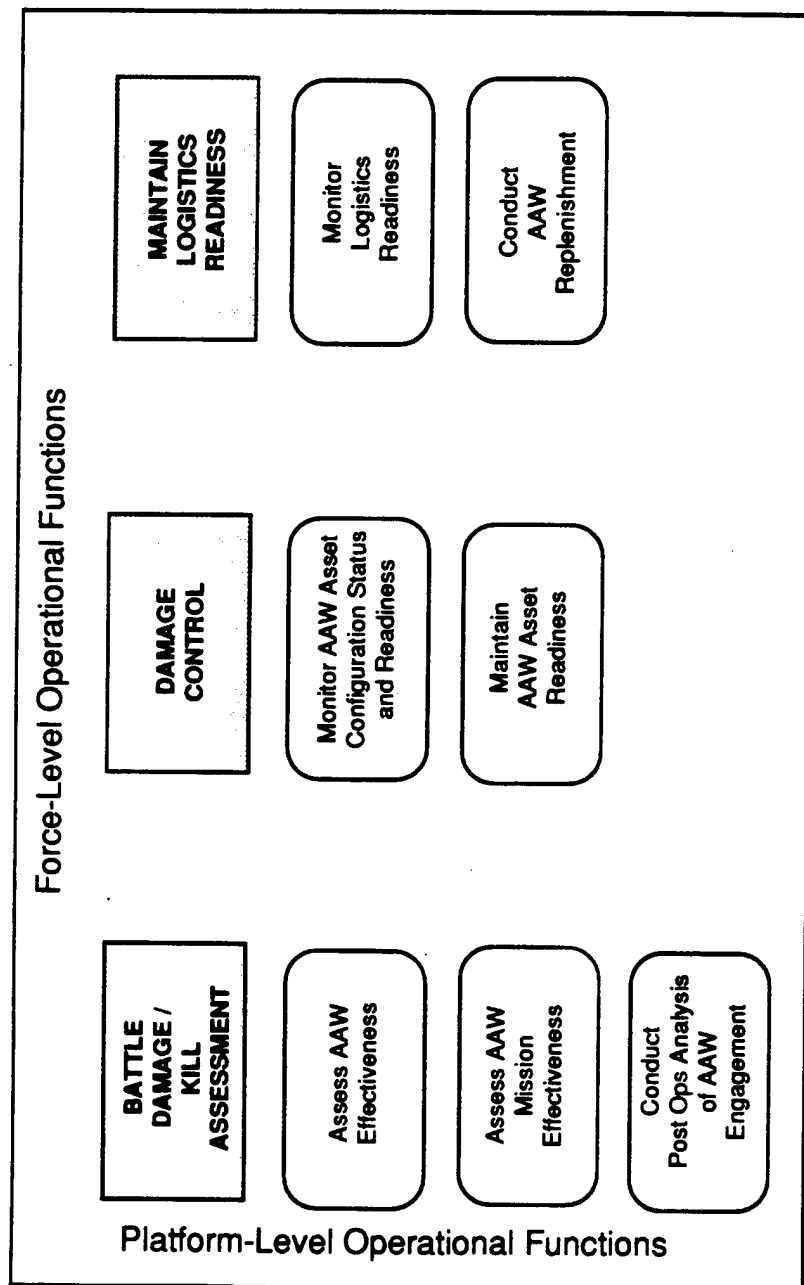 Force-Level Operational Functions
BATTLE
DAMAGE /
KILL
ASSESSMENT
DAMAGE
CONTROL
MAINTAIN
LOGISTICS
READINESS
Assess AAW
Effectiveness
Monitor AAW Asset
Configuration Status
and Readiness
Monitor
Logistics
Readiness
Assess AAW
Mission
Effectiveness
Maintain
AAW Asset
Readiness
Conduct
AAW
Replenishment
Conduct
Post Ops Analysis
of AAW
Engagement
Platform-Level Operational Functions